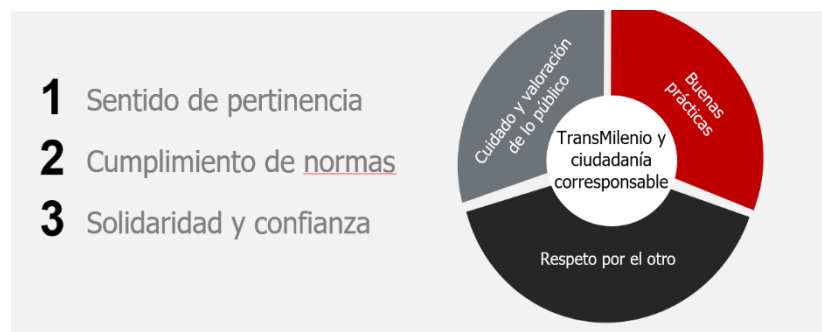 1 Sentido de pertinencia
2 Cumplimiento de normas
3 Solidaridad y confianza
Cuidado y valoración
de lo público
Buenas
prácticas
TransMilenio y
ciudadanía
corresponsable
Respeto por el otro